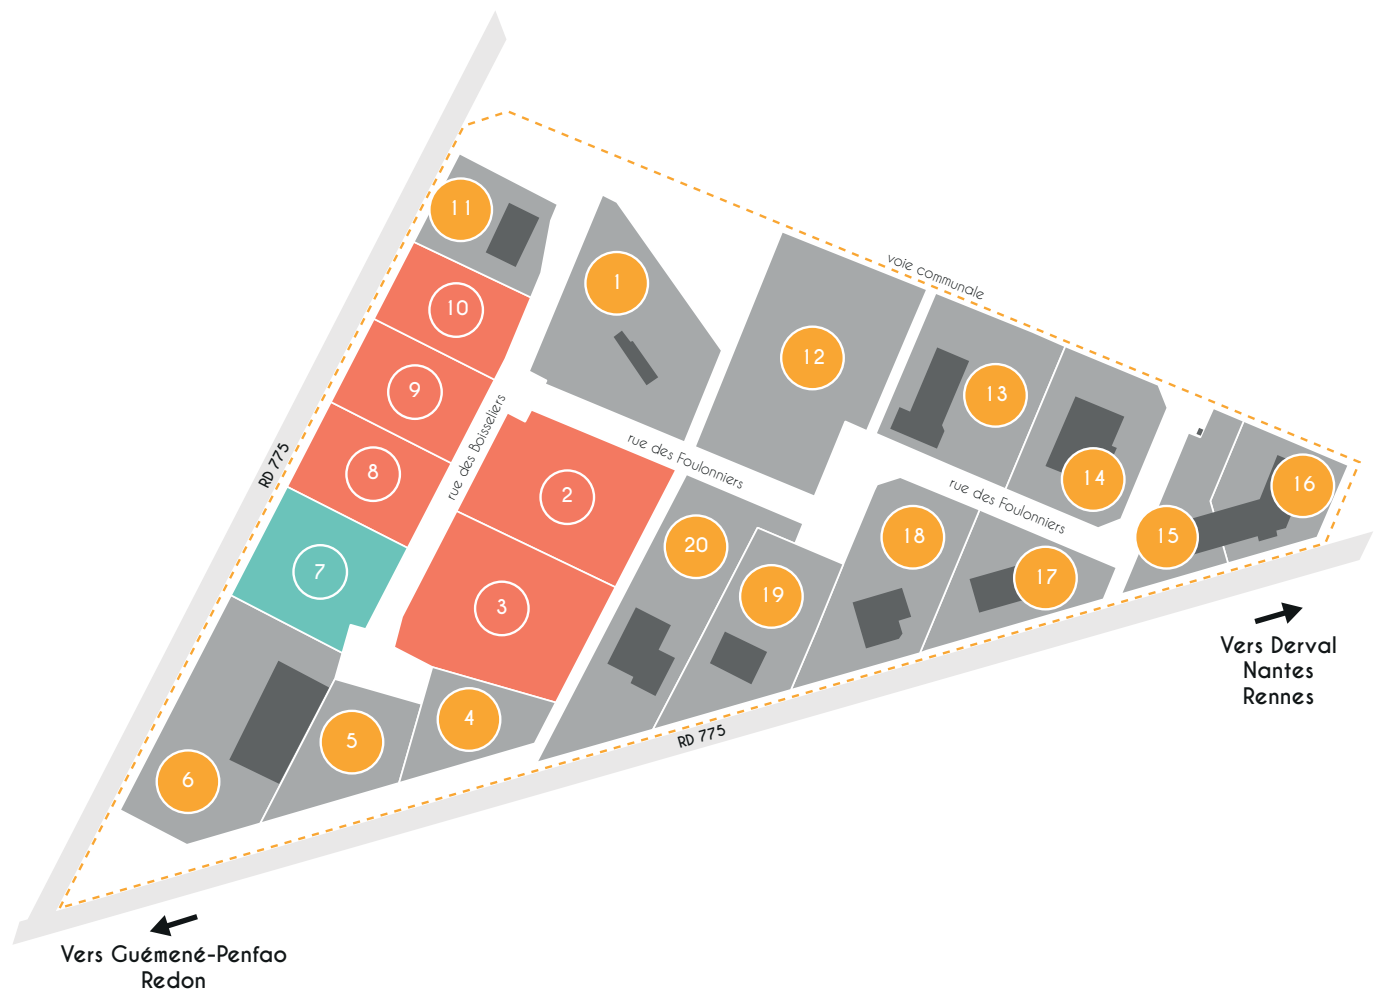 11
1
voie communale
10
12
9
13
rue des Boisseliers
rue des Foulonniers
RD 775
8
2
14
16
rue des Foulonniers
20
18
15
7
19
17
3
Vers Derval
Nantes
Rennes
4
5
RD 775
6
Vers Guémené-Penfao
Redon